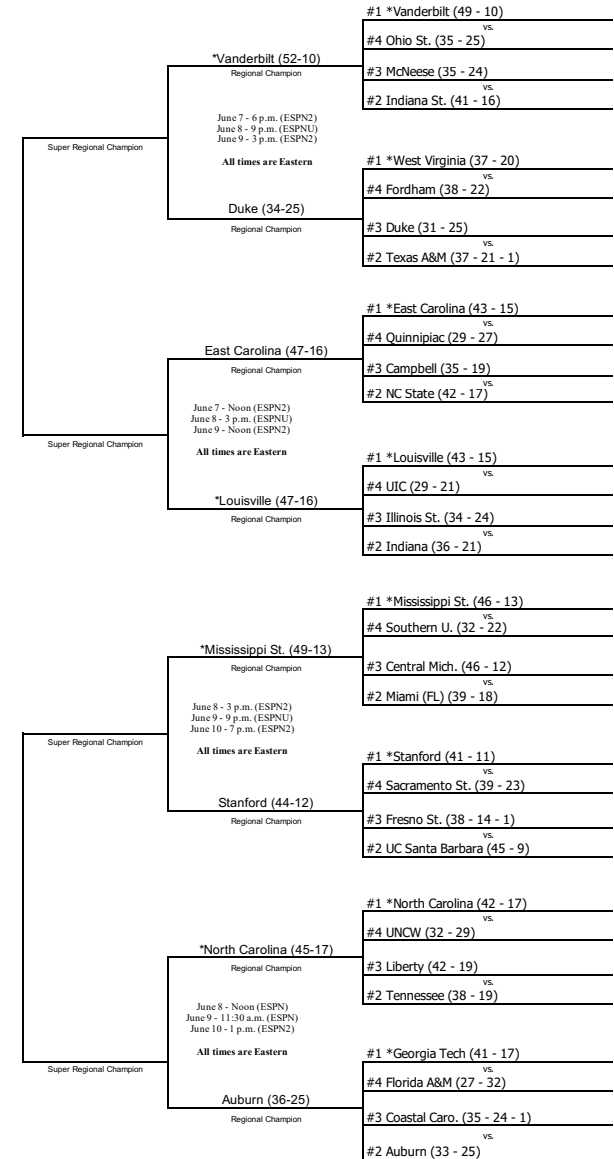 #1 *Vanderbilt (49 - 10)
vs.
#4 Ohio St. (35 - 25)
*Vanderbilt (52-10)
Regional Champion
#3 McNeese (35 - 24)
vs.
#2 Indiana St. (41 - 16)
June 7 - 6 p.m. (ESPN2)
June 8 - 9 p.m. (ESPNU)
June 9 - 3 p.m. (ESPN2)
Super Regional Champion
All times are Eastern
#1 *West Virginia (37 - 20)
vs.
#4 Fordham (38 - 22)
Duke (34-25)
Regional Champion
#3 Duke (31 - 25)
vs.
#2 Texas A&M (37 - 21 - 1)
#1 *East Carolina (43 - 15)
vs.
#4 Quinnipiac (29 - 27)
East Carolina (47-16)
Regional Champion
#3 Campbell (35 - 19)
vs.
#2 NC State (42 - 17)
June 7 - Noon (ESPN2)
June 8 - 3 p.m. (ESPNU)
June 9 - Noon (ESPN2)
Super Regional Champion
All times are Eastern
#1 *Louisville (43 - 15)
vs.
#4 UIC (29 - 21)
*Louisville (47-16)
Regional Champion
#3 Illinois St. (34 - 24)
vs.
#2 Indiana (36 - 21)
#1 *Mississippi St. (46 - 13)
vs.
#4 Southern U. (32 - 22)
*Mississippi St. (49-13)
Regional Champion
#3 Central Mich. (46 - 12)
vs.
#2 Miami (FL) (39 - 18)
June 8 - 3 p.m. (ESPN2)
June 9 - 9 p.m. (ESPNU)
June 10 - 7 p.m. (ESPN2)
Super Regional Champion
All times are Eastern
#1 *Stanford (41 - 11)
vs.
#4 Sacramento St. (39 - 23)
Stanford (44-12)
Regional Champion
#3 Fresno St. (38 - 14 - 1)
vs.
#2 UC Santa Barbara (45 - 9)
#1 *North Carolina (42 - 17)
vs.
#4 UNCW (32 - 29)
*North Carolina (45-17)
Regional Champion
#3 Liberty (42 - 19)
vs.
#2 Tennessee (38 - 19)
June 8 - Noon (ESPN)
June 9 - 11:30 a.m. (ESPN)
June 10 - 1 p.m. (ESPN2)
All times are Eastern
Super Regional Champion
#1 *Georgia Tech (41 - 17)
vs.
#4 Florida A&M (27 - 32)
Auburn (36-25)
Regional Champion
#3 Coastal Caro. (35 - 24 - 1)
vs.
#2 Auburn (33 - 25)